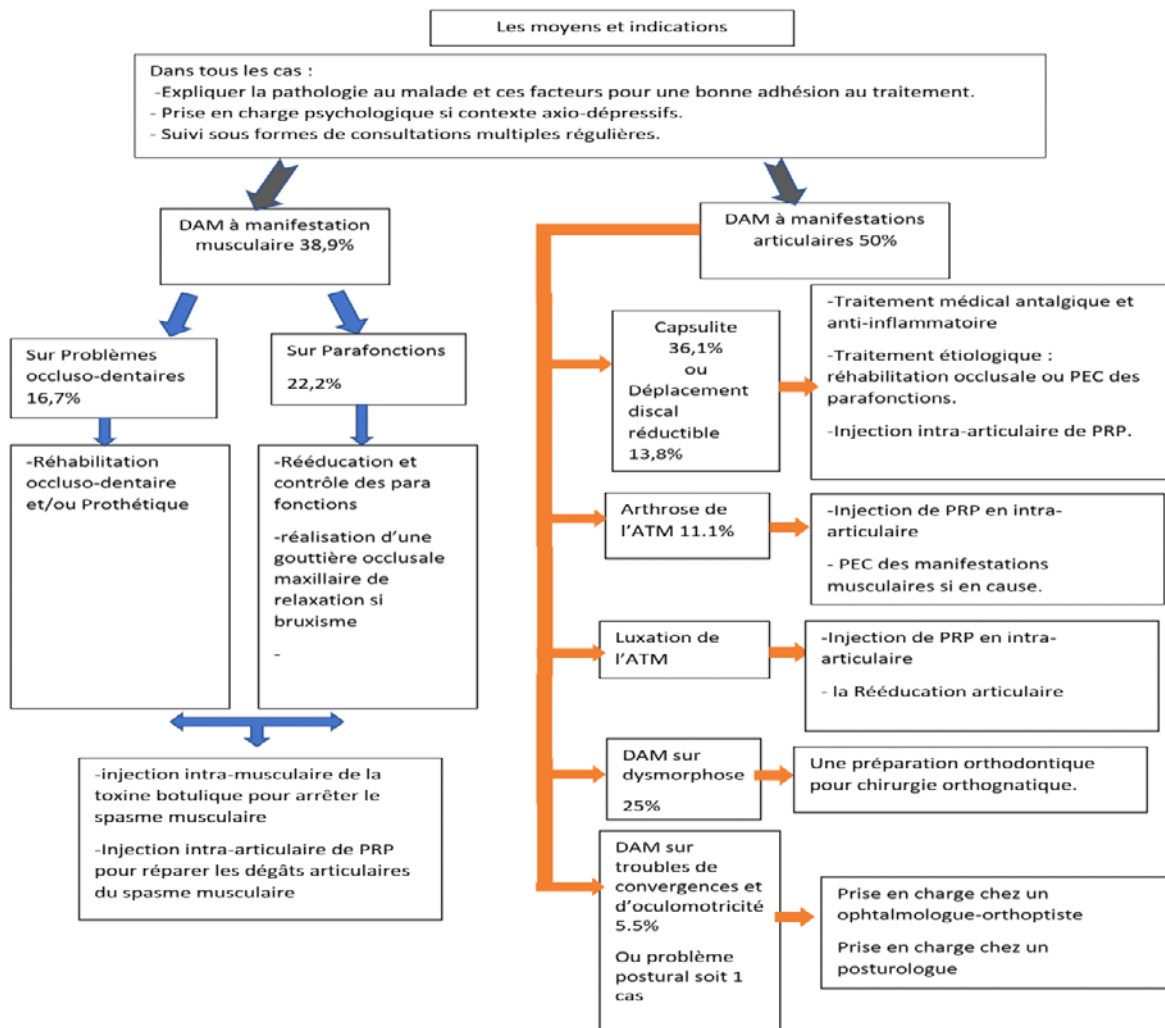 Les moyens et indications
Dans tous les cas :
-Expliquer la pathologie au malade et ces facteurs pour une bonne adhésion au traitement.
- Prise en charge psychologique si contexte axio-dépressifs.
- Suivi sous formes de consultations multiples régulières.
DAM à manifestation
musculaire 38,9%
DAM à manifestations
articulaires 50%
Sur Problèmes
occluso-dentaires
16,7%
Sur Parafonctions
22,2%
-Réhabilitation
occluso-dentaire
et/ou Prothétique
-Rééducation et
contrôle des para
fonctions
-réalisation d’une
gouttière occlusale
maxillaire de
relaxation si
bruxisme
-
-injection intra-musculaire de la
toxine botulique pour arrêter le
spasme musculaire
-Injection intra-articulaire de PRP
pour réparer les dégâts articulaires
du spasme musculaire
Capsulite
36,1%
ou
Déplacement
discal
réductible
13,8%
-Traitement médical antalgique et
anti-inflammatoire
-Traitement étiologique :
réhabilitation occlusale ou PEC des
parafonctions.
-Injection intra-articulaire de PRP.
Arthrose de
l’ATM 11.1%
-Injection de PRP en intra-
articulaire
- PEC des manifestations
musculaires si en cause.
Luxation de
l’ATM
-Injection de PRP en intra-
articulaire
- la Rééducation articulaire
DAM sur
dysmorphose
25%
Une préparation orthodontique
pour chirurgie orthognatique.
DAM sur
troubles de
convergences et
d’oculomotricité
5.5%
Ou problème
postural soit 1
cas
Prise en charge chez un
ophtalmologue-orthoptiste
Prise en charge chez un
posturologue